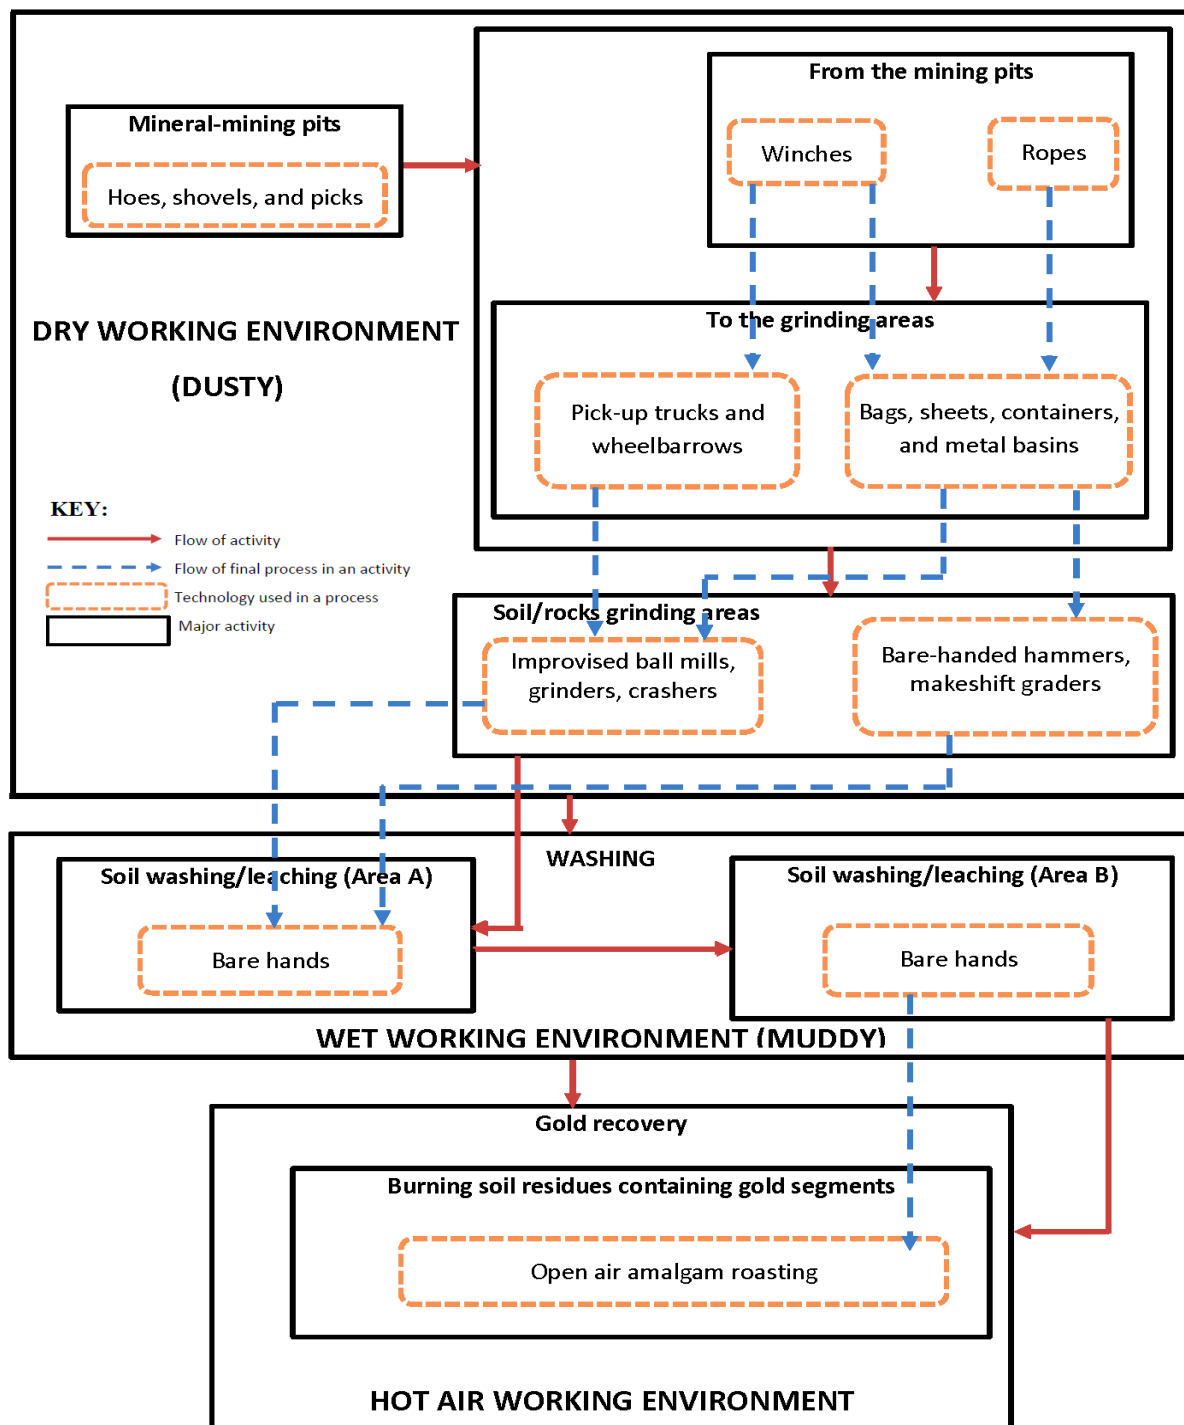 From the mining pits
Mineral-mining pits
Winches
Ropes
Hoes, shovels, and picks
DRY WORKING ENVIRONMENT
(DUSTY)
To the grinding areas
Pick-up trucks and
wheelbarrows
Bags, sheets, containers,
and metal basins
KEY:
Flow of activity
Flow of final process in an activity
Technology used in a process
Major activity
Soil/rocks grinding areas
Improvised ball mills,
grinders, crashers
Bare-handed hammers,
makeshift graders
WASHING
Soil washing/leaching (Area A)
Soil washing/leaching (Area B)
Bare hands
Bare hands
WET WORKING ENVIRONMENT (MUDDY)
Gold recovery
Burning soil residues containing gold segments
Open air amalgam roasting
HOT AIR WORKING ENVIRONMENT